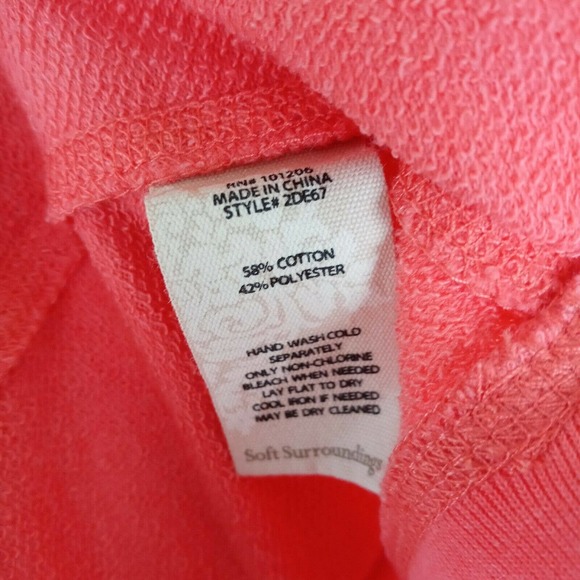 RN# 101206
MADE IN CHINA
STYLE# 2DE67
58% COTTON
42% POLYESTER
HAND WASH COLD
SEPARATELY
ONLY NON-CHLORINE
BLEACH WHEN NEEDED
LAY FLAT TO DRY
COOL IRON IF NEEDED
MAY BE DRY CLEANED
Soft Surroundings